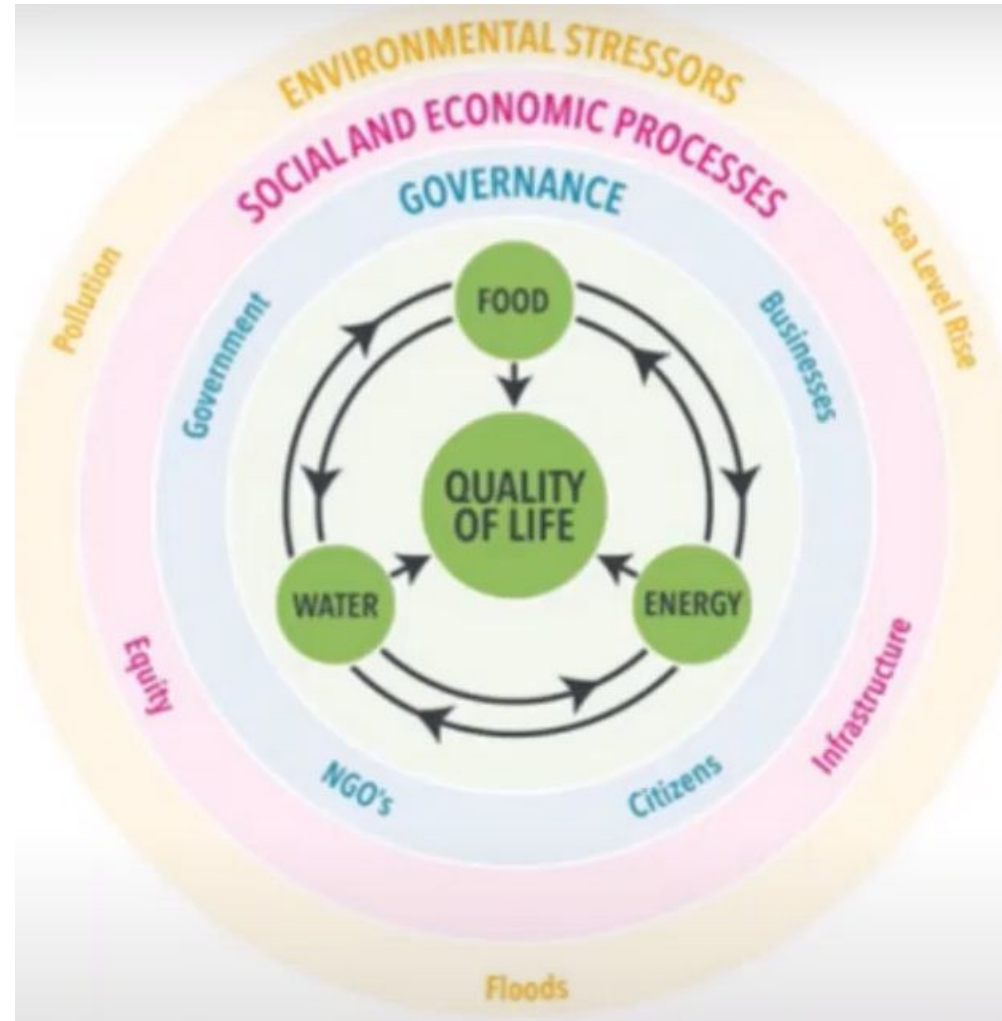 ENVIRONMENTAL STRESSORS
SOCIAL AND ECONOMIC PROCESSES
GOVERNANCE
Pollution
Sea Level Rise
Government
Businesses
FOOD
QUALITY
OF LIFE
WATER
ENERGY
Equity
Infrastructure
NGO's
Citizens
Floods